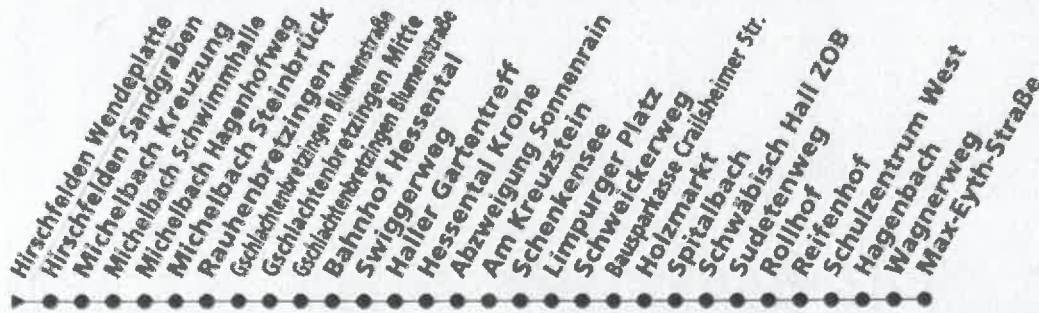 Hirschfelden Wendeplatte
Hirschfelden Sandgraben
Michelbach Kreuzung
Michelbach Schwimmhalle
Michelbach Hagenhofweg
Michelbach Steinbrück
Rauhenbretzingen
Gschlachtenbretzingen Blumenstraße
Gschlachtenbretzingen Mitte
Gschlachtenbretzingen Blumenstraße
Bahnhof Hessental
Swiggerweg
Haller Gartentreff
Hessental Krone
Abzweigung Sonnenrain
Am Kreuzstein
Schenkensee
Limpurger Platz
Schweickerweg
Bausparkasse Crailsheimer Str.
Holzmarkt
Spitalbach
Schwäbisch Hall ZOB
Sudetenweg
Rollhof
Reifenhof
Schulzentrum West
Hagenbach
Wagnerweg
Max-Eyth-Straße